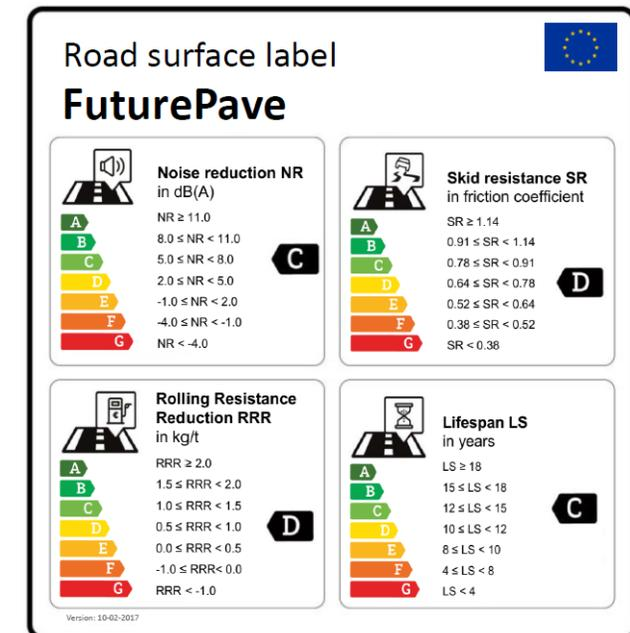 Road surface label
FuturePave
Noise reduction NR
in dB(A)
A
NR ≥ 11.0
B
8.0 ≤ NR < 11.0
C
5.0 ≤ NR < 8.0
D
2.0 ≤ NR < 5.0
E
-1.0 ≤ NR < 2.0
F
-4.0 ≤ NR < -1.0
G
NR < -4.0
C
Skid resistance SR
in friction coefficient
A
SR ≥ 1.14
B
0.91 ≤ SR < 1.14
C
0.78 ≤ SR < 0.91
D
0.64 ≤ SR < 0.78
E
0.52 ≤ SR < 0.64
F
0.38 ≤ SR < 0.52
G
SR < 0.38
D
Rolling Resistance
Reduction RRR
in kg/t
A
RRR ≥ 2.0
B
1.5 ≤ RRR < 2.0
C
1.0 ≤ RRR < 1.5
D
0.5 ≤ RRR < 1.0
E
0.0 ≤ RRR < 0.5
F
-1.0 ≤ RRR< 0.0
G
RRR < -1.0
D
Lifespan LS
in years
A
LS ≥ 18
B
15 ≤ LS < 18
C
12 ≤ LS < 15
D
10 ≤ LS < 12
E
8 ≤ LS < 10
F
4 ≤ LS < 8
G
LS < 4
C
Version: 10-02-2017